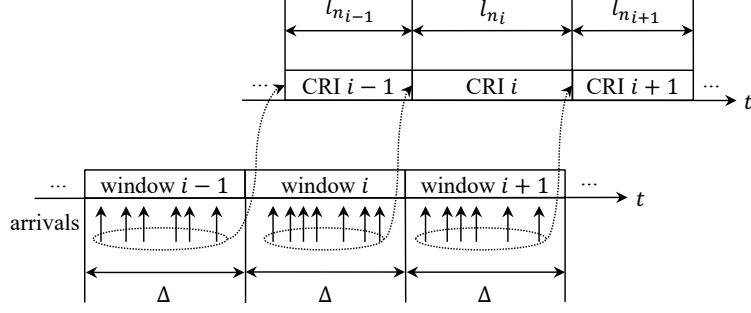 l_{n_{i-1}} l_{n_i} l_{n_{i+1}}
... CRI i − 1 CRI i CRI i + 1 ...
t
... window i − 1 window i window i + 1 ...
t
arrivals
Δ Δ Δ